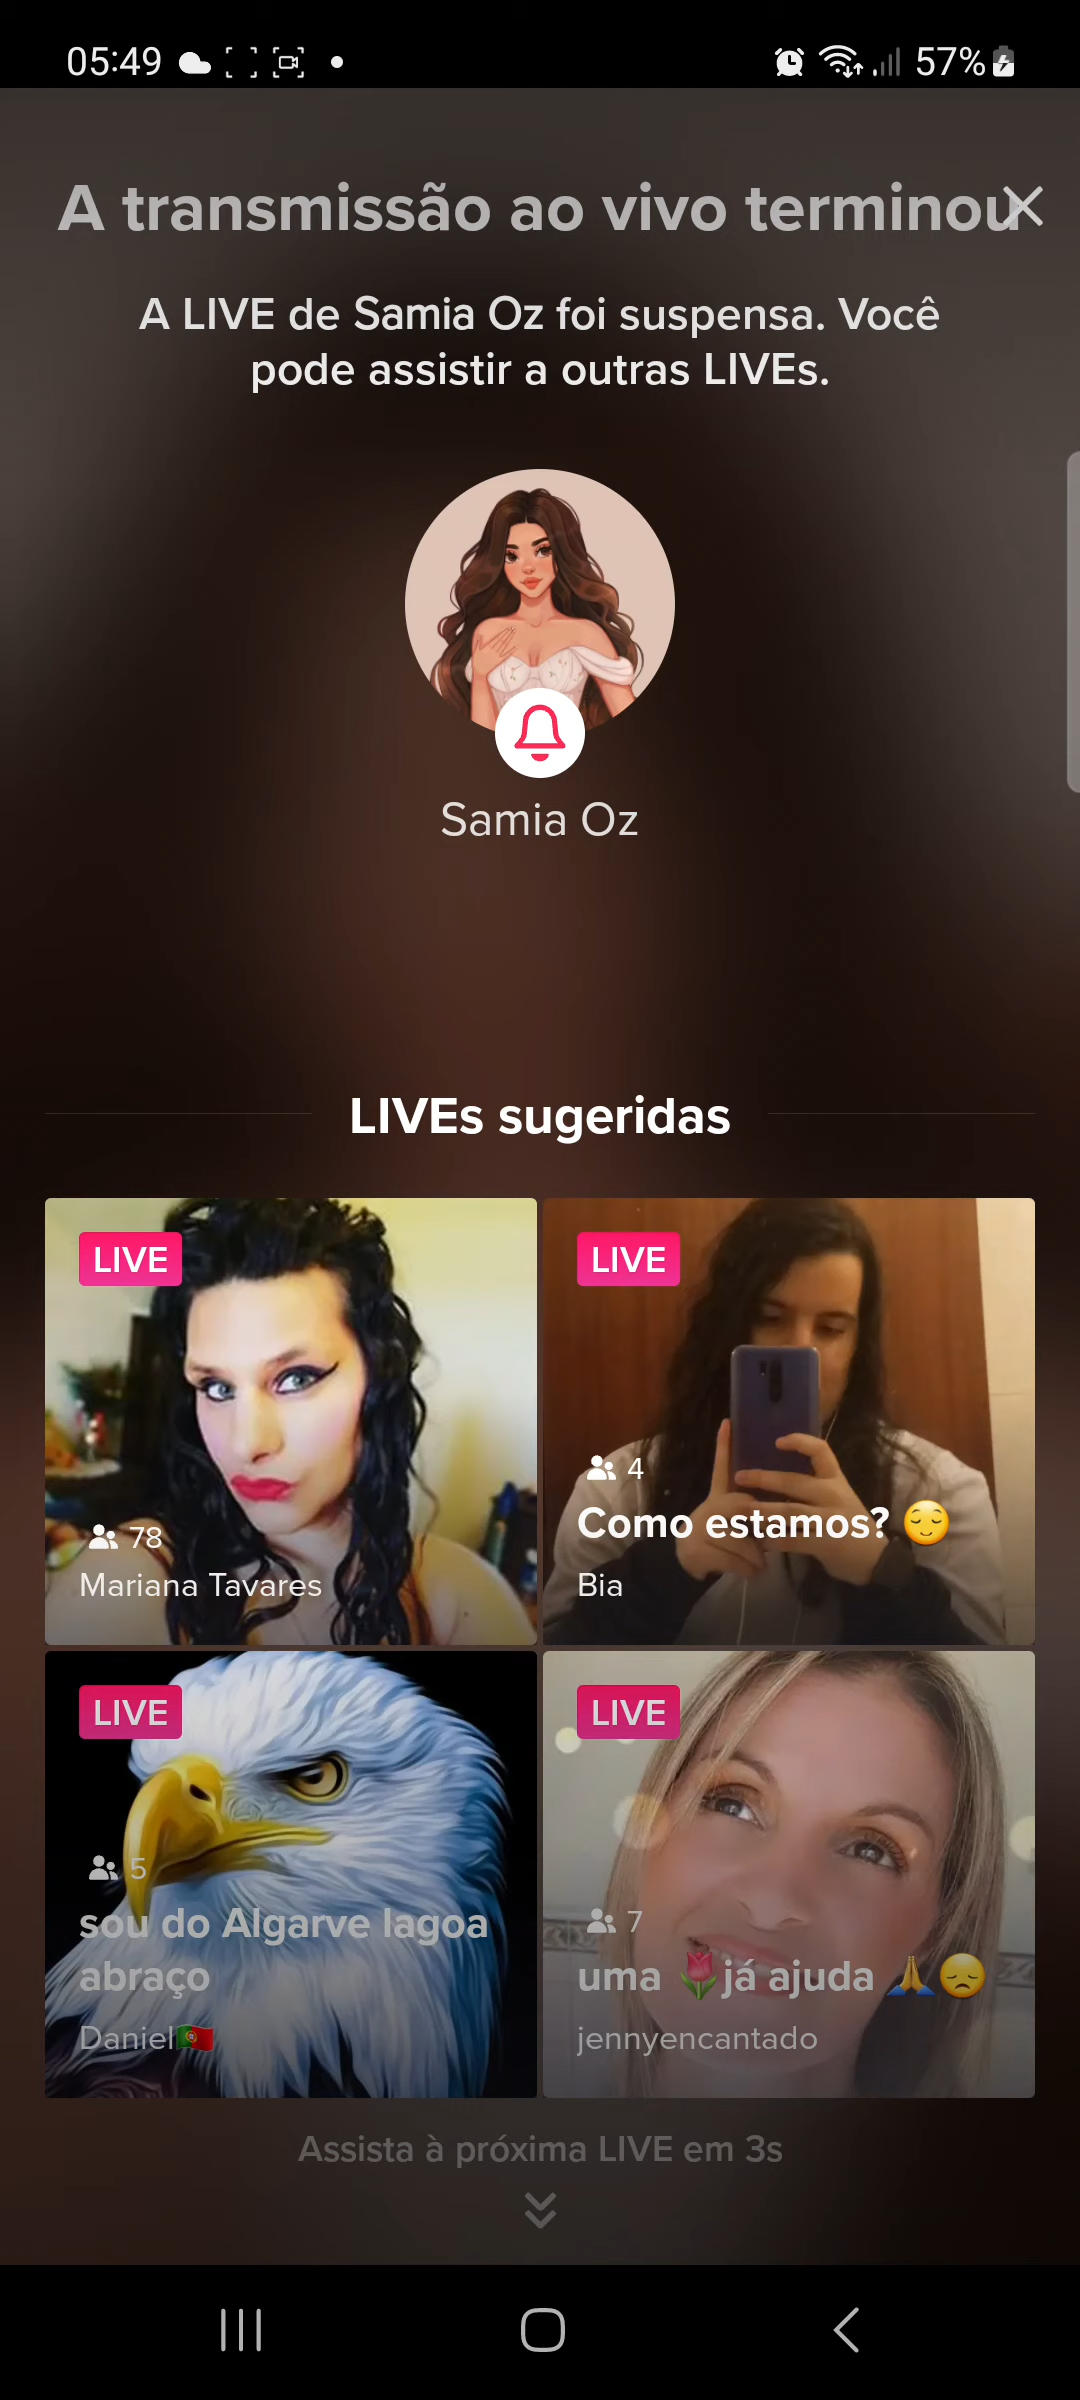 05:49
57%
A transmissão ao vivo terminou
A LIVE de Samia Oz foi suspensa. Você
pode assistir a outras LIVEs.
Samia Oz
LIVEs sugeridas
LIVE
78
Mariana Tavares
LIVE
4
Como estamos? 😌
Bia
LIVE
5
sou do Algarve lagoa
abraço
Daniel🇵🇹
LIVE
7
uma 🌷já ajuda 🙏😞
jennyencantado
Assista à próxima LIVE em 3s